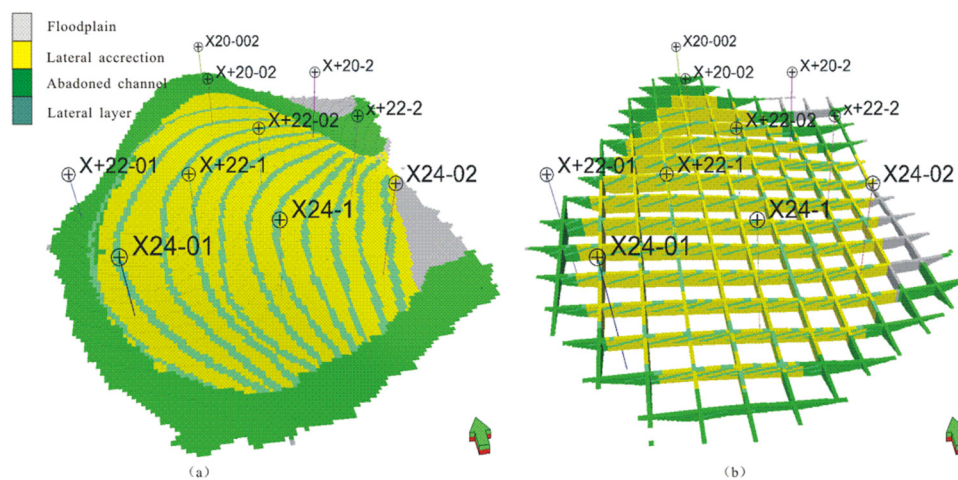 Floodplain
Lateral accrection
Abadoned channel
Lateral layer
X20-002
X+20-02
X+20-2
X+22-02
x+22-2
X+22-01
X+22-1
X24-02
X24-1
X24-01
(a)
X20-002
X+20-02
X+20-2
X+22-02
x+22-2
X+22-01
X+22-1
X24-02
X24-1
X24-01
(b)